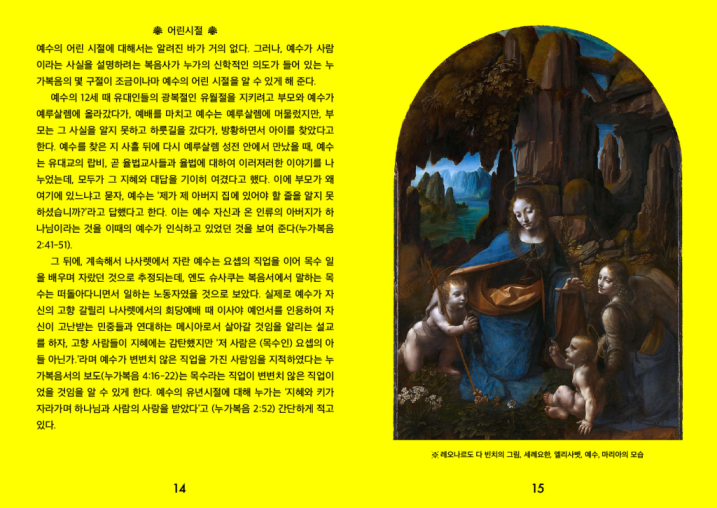 어린시절
예수의 어린 시절에 대해서는 알려진 바가 거의 없다. 그러나, 예수가 사람
이라는 사실을 설명하려는 복음사가 누가의 신학적인 의도가 들어 있는 누
가복음의 몇 구절이 조금이나마 예수의 어린 시절을 알 수 있게 해 준다.
예수의 12세 때 유대인들의 광복절인 유월절을 지키려고 부모와 예수가
예루살렘에 올라갔다가, 예배를 마치고 예수는 예루살렘에 머물렀지만, 부
모는 그 사실을 알지 못하고 하룻길을 갔다가, 방황하면서 아이를 찾았다고
한다. 예수를 찾은 지 사흘 뒤에 다시 예루살렘 성전 안에서 만났을 때, 예수
는 유대교의 랍비, 곧 율법교사들과 율법에 대하여 이러저러한 이야기를 나
누었는데, 모두가 그 지혜와 대답을 기이히 여겼다고 했다. 이에 부모가 왜
여기에 있느냐고 묻자, 예수는 '제가 제 아버지 집에 있어야 할 줄을 알지 못
하셨습니까?'라고 답했다고 한다. 이는 예수 자신과 온 인류의 아버지가 하
나님이라는 것을 이때의 예수가 인식하고 있었던 것을 보여 준다(누가복음
2:41-51).
그 뒤에, 계속해서 나사렛에서 자란 예수는 요셉의 직업을 이어 목수 일
을 배우며 자랐던 것으로 추정되는데, 엔도 슈사쿠는 복음서에서 말하는 목
수는 떠돌아다니면서 일하는 노동자였을 것으로 보았다. 실제로 예수가 자
신의 고향 갈릴리 나사렛에서의 회당예배 때 이사야 예언서를 인용하여 자
신이 고난받는 민중들과 연대하는 메시아로서 살아갈 것임을 알리는 설교
를 하자, 고향 사람들이 지혜에는 감탄했지만 '저 사람은 (목수인) 요셉의 아
들 아닌가.'라며 예수가 변변치 않은 직업을 가진 사람임을 지적하였다는 누
가복음서의 보도(누가복음 4:16-22)는 목수라는 직업이 변변치 않은 직업이
었을 것임을 알 수 있게 한다. 예수의 유년시절에 대해 누가는 '지혜와 키가
자라가며 하나님과 사람의 사랑을 받았다'고 (누가복음 2:52) 간단하게 적고
있다.
14
※ 레오나르도 다 빈치의 그림, 세례요한, 엘리사벳, 예수, 마리아의 모습
15